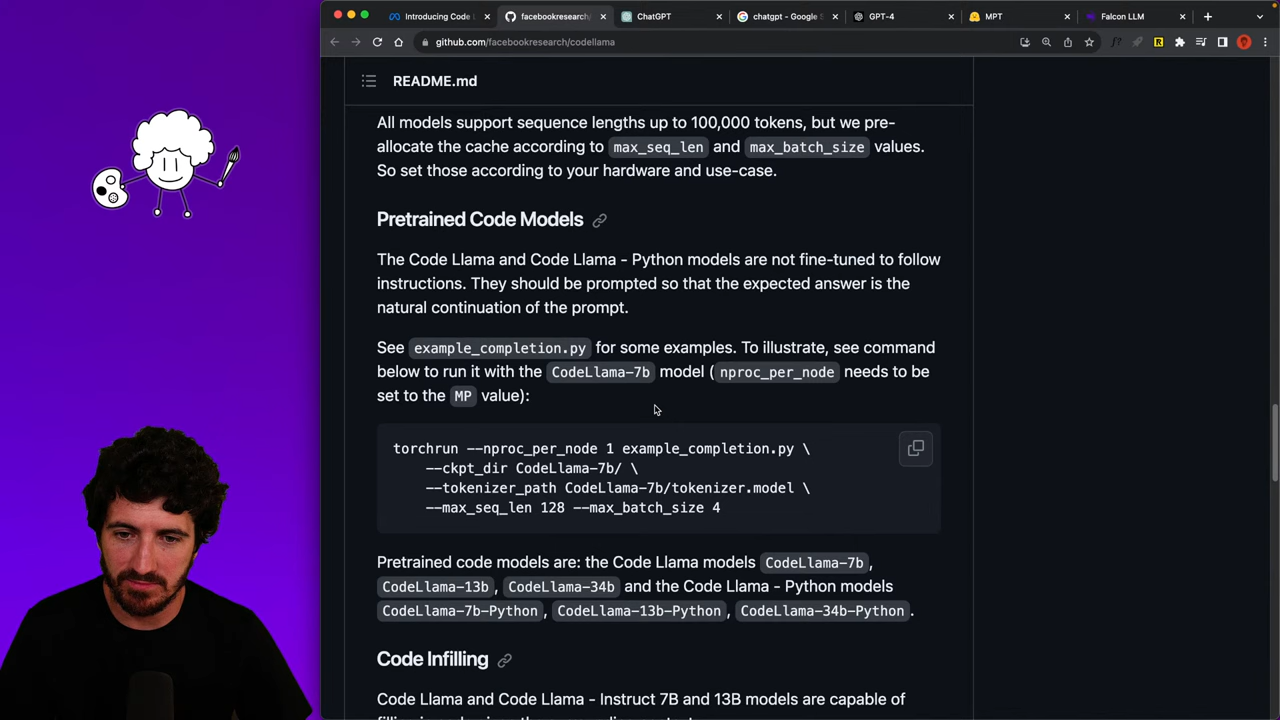 Introducing Code L
facebookresearch/
ChatGPT
chatgpt - Google S
GPT-4
MPT
Falcon LLM
github.com/facebookresearch/codellama
README.md
All models support sequence lengths up to 100,000 tokens, but we pre-
allocate the cache according to max_seq_len and max_batch_size values.
So set those according to your hardware and use-case.
Pretrained Code Models
The Code Llama and Code Llama - Python models are not fine-tuned to follow
instructions. They should be prompted so that the expected answer is the
natural continuation of the prompt.
See example_completion.py for some examples. To illustrate, see command
below to run it with the CodeLlama-7b model (nproc_per_node needs to be
set to the MP value):
torchrun --nproc_per_node 1 example_completion.py \
--ckpt_dir CodeLlama-7b/ \
--tokenizer_path CodeLlama-7b/tokenizer.model \
--max_seq_len 128 --max_batch_size 4
Pretrained code models are: the Code Llama models CodeLlama-7b,
CodeLlama-13b, CodeLlama-34b and the Code Llama - Python models
CodeLlama-7b-Python, CodeLlama-13b-Python, CodeLlama-34b-Python.
Code Infilling
Code Llama and Code Llama - Instruct 7B and 13B models are capable of